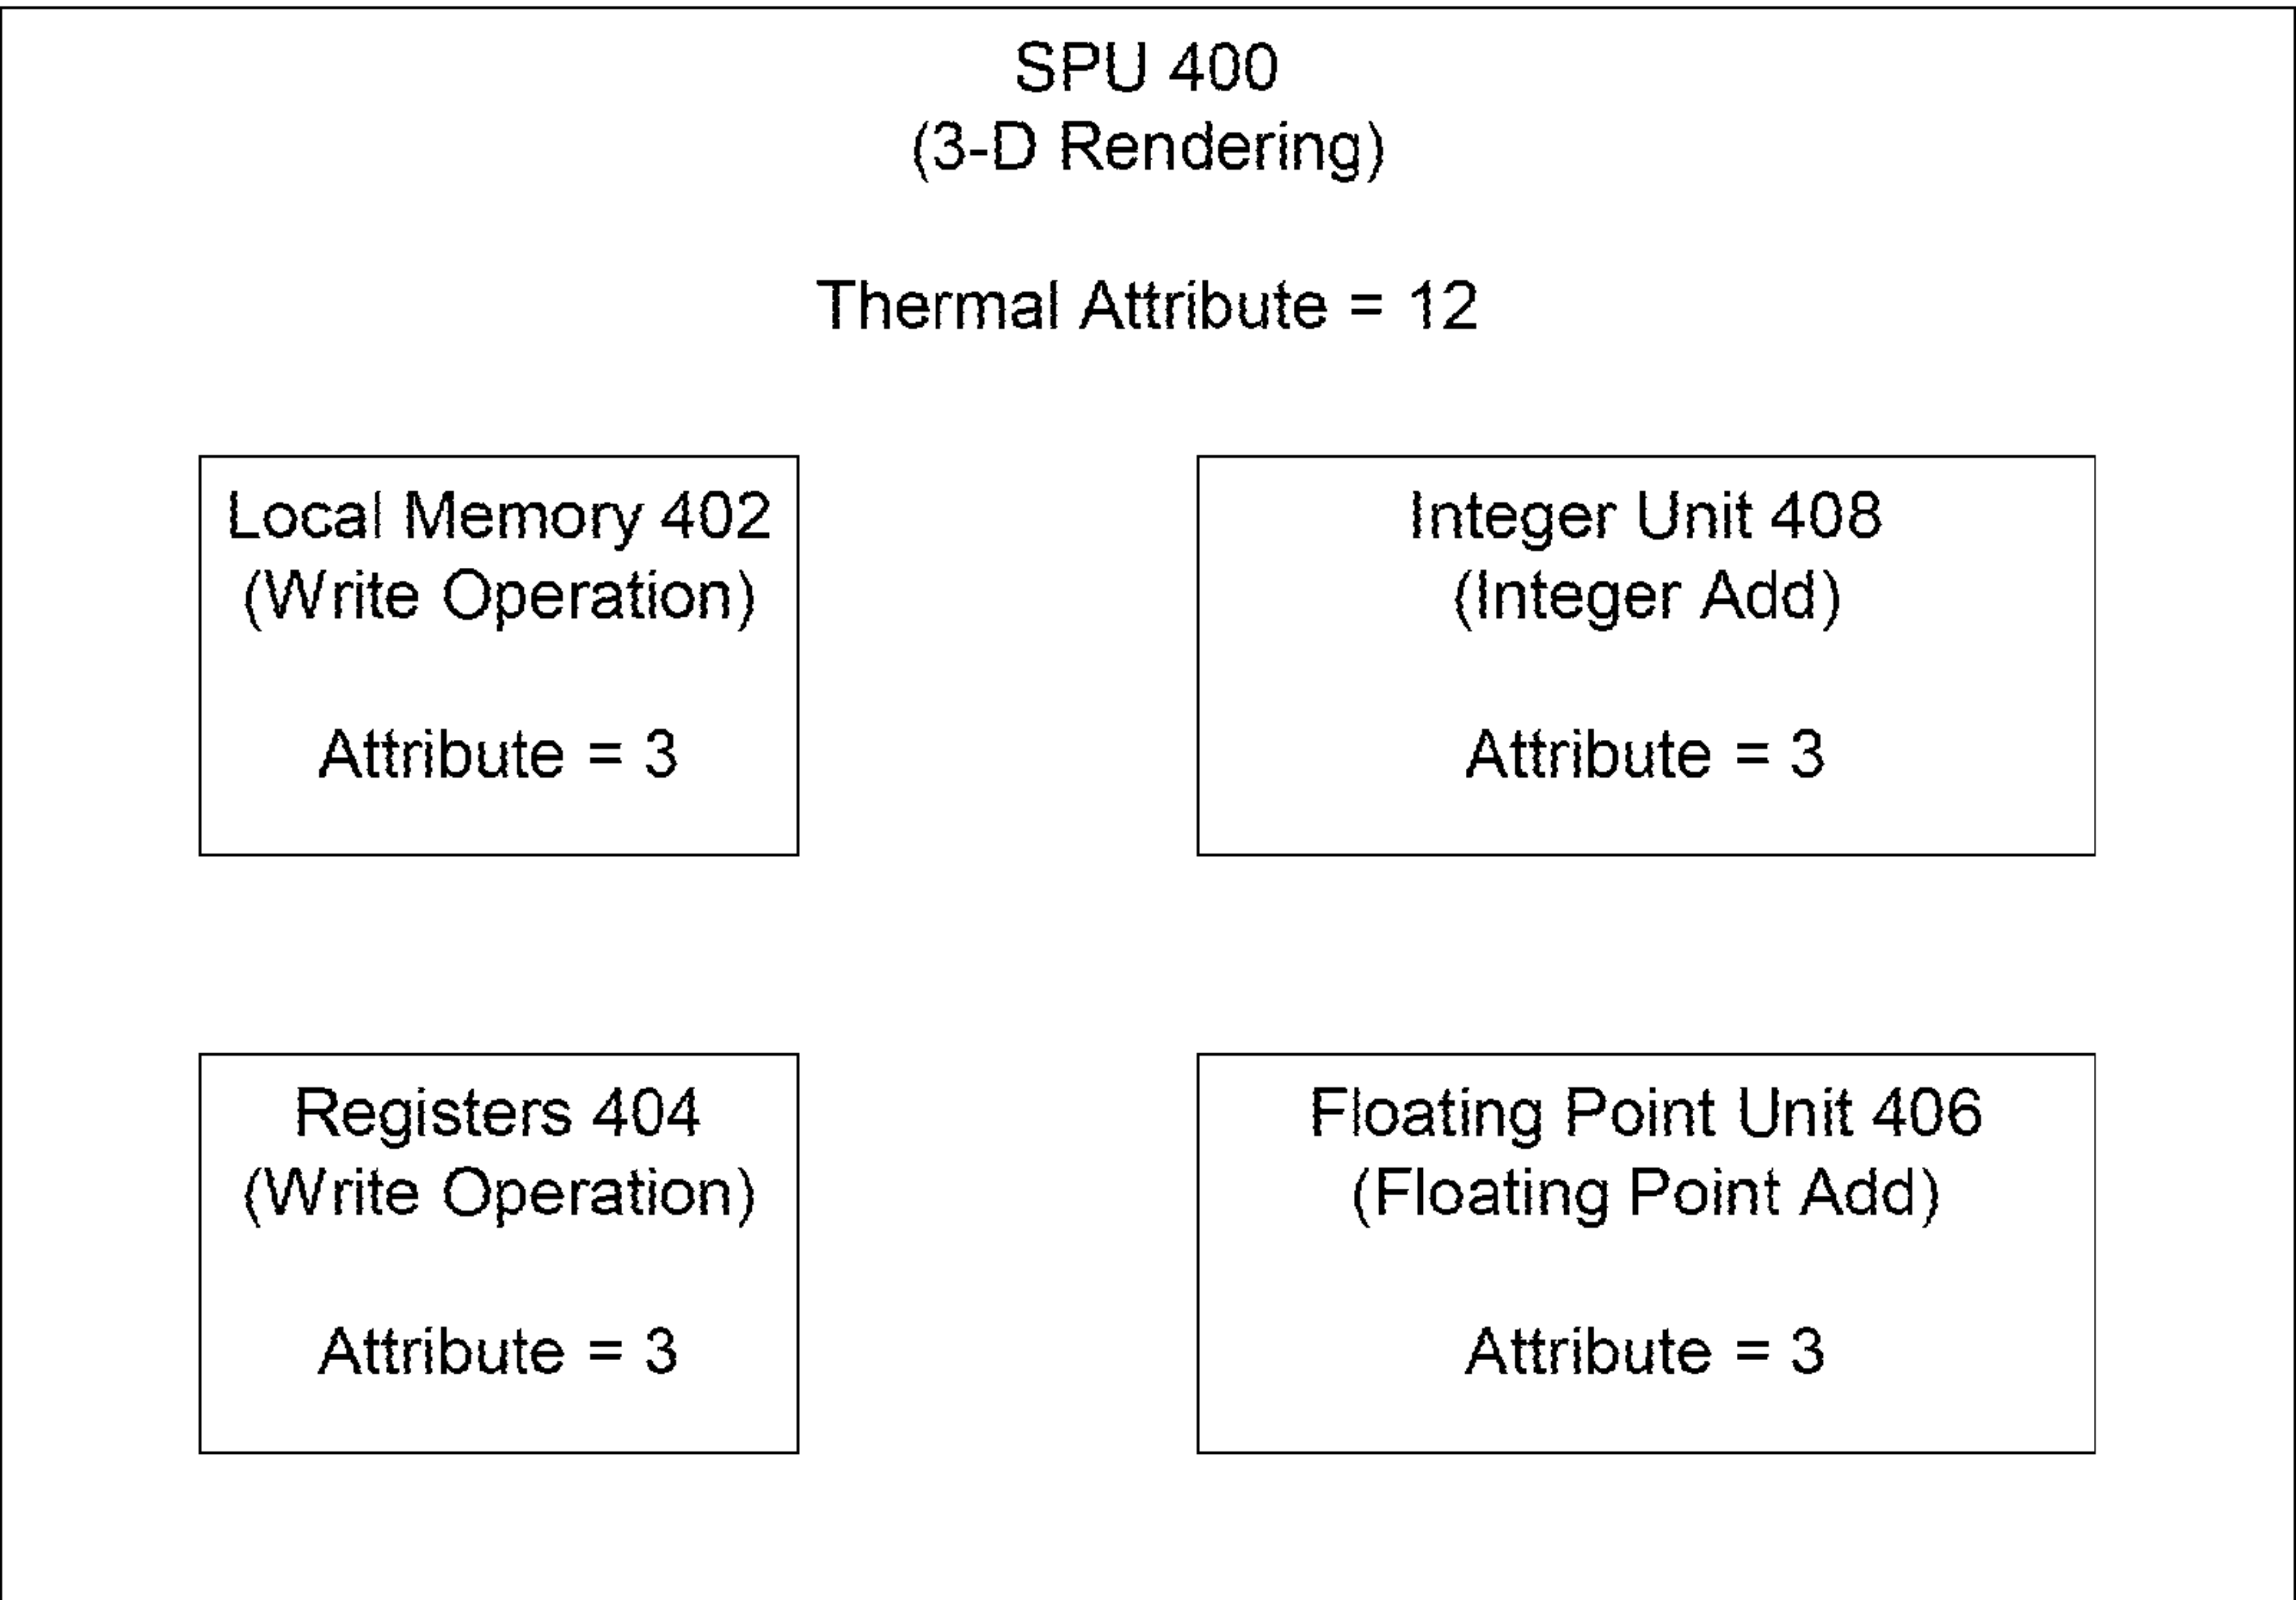 SPU 400
(3-D Rendering)
Thermal Attribute = 12
Local Memory 402
(Write Operation)
Attribute = 3
Integer Unit 408
(Integer Add)
Attribute = 3
Registers 404
(Write Operation)
Attribute = 3
Floating Point Unit 406
(Floating Point Add)
Attribute = 3